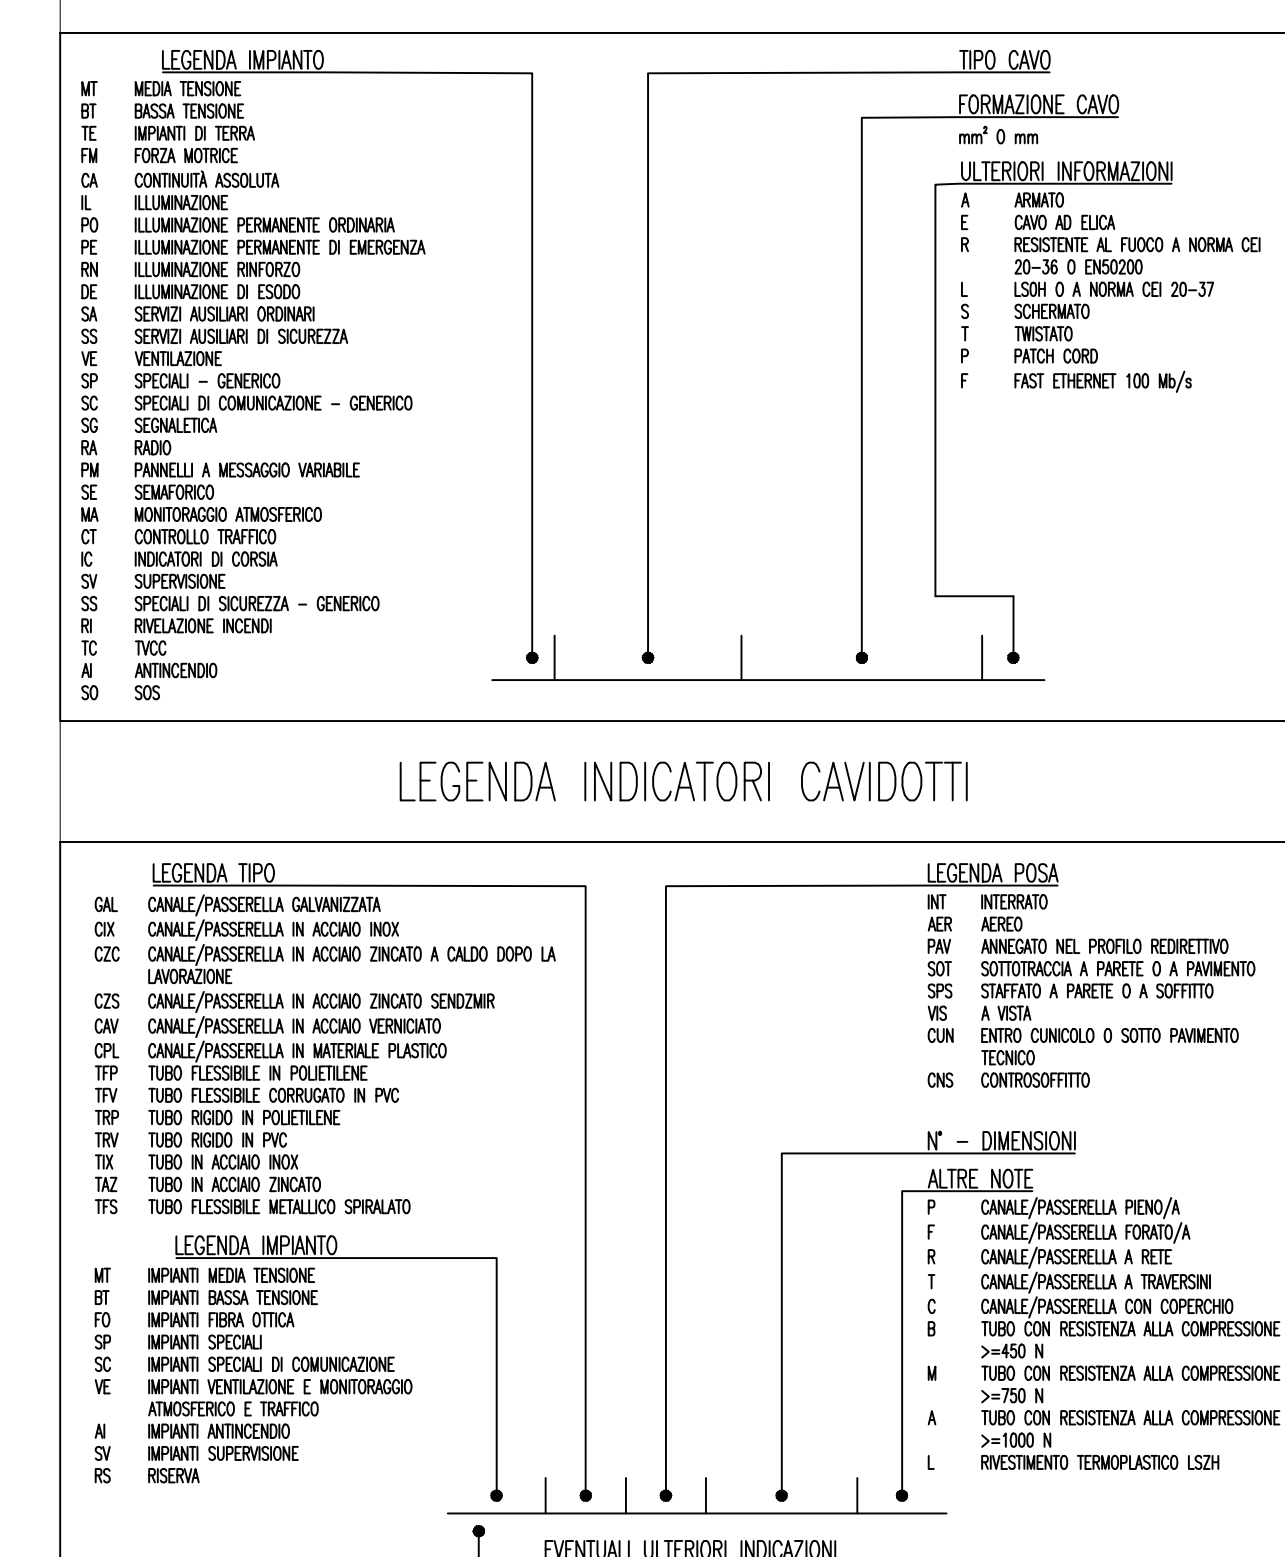 LEGENDA IMPIANTO
MT MEDIA TENSIONE
BT BASSA TENSIONE
TE IMPIANTI DI TERRA
FM FORZA MOTRICE
CA CONTINUITÀ ASSOLUTA
IL ILLUMINAZIONE
PO ILLUMINAZIONE PERMANENTE ORDINARIA
PE ILLUMINAZIONE PERMANENTE DI EMERGENZA
RN ILLUMINAZIONE RINFORZO
DE ILLUMINAZIONE DI ESODO
SA SERVIZI AUSILIARI ORDINARI
SS SERVIZI AUSILIARI DI SICUREZZA
VE VENTILAZIONE
SP SPECIALI – GENERICO
SC SPECIALI DI COMUNICAZIONE – GENERICO
SG SEGNALETICA
RA RADIO
PM PANNELLI A MESSAGGIO VARIABILE
SE SEMAFORICO
MA MONITORAGGIO ATMOSFERICO
CT CONTROLLO TRAFFICO
IC INDICATORI DI CORSIA
SV SUPERVISIONE
SS SPECIALI DI SICUREZZA – GENERICO
RI RIVELAZIONE INCENDI
TC TVCC
AI ANTINCENDIO
SO SOS
TIPO CAVO
FORMAZIONE CAVO
mm² O mm
ULTERIORI INFORMAZIONI
A ARMATO
E CAVO AD ELICA
R RESISTENTE AL FUOCO A NORMA CEI
20–36 O EN50200
L LSOH O A NORMA CEI 20–37
S SCHERMATO
T TWISTATO
P PATCH CORD
F FAST ETHERNET 100 Mb/s
LEGENDA INDICATORI CAVIDOTTI
LEGENDA TIPO
GAL CANALE/PASSERELLA GALVANIZZATA
CIX CANALE/PASSERELLA IN ACCIAIO INOX
CZC CANALE/PASSERELLA IN ACCIAIO ZINCATO A CALDO DOPO LA
LAVORAZIONE
CZS CANALE/PASSERELLA IN ACCIAIO ZINCATO SENDZMIR
CAV CANALE/PASSERELLA IN ACCIAIO VERNICIATO
CPL CANALE/PASSERELLA IN MATERIALE PLASTICO
TFP TUBO FLESSIBILE IN POLIETILENE
TFV TUBO FLESSIBILE CORRUGATO IN PVC
TRP TUBO RIGIDO IN POLIETILENE
TRV TUBO RIGIDO IN PVC
TIX TUBO IN ACCIAIO INOX
TAZ TUBO IN ACCIAIO ZINCATO
TFS TUBO FLESSIBILE METALLICO SPIRALATO
LEGENDA IMPIANTO
MT IMPIANTI MEDIA TENSIONE
BT IMPIANTI BASSA TENSIONE
FO IMPIANTI FIBRA OTTICA
SP IMPIANTI SPECIALI
SC IMPIANTI SPECIALI DI COMUNICAZIONE
VE IMPIANTI VENTILAZIONE E MONITORAGGIO
ATMOSFERICO E TRAFFICO
AI IMPIANTI ANTINCENDIO
SV IMPIANTI SUPERVISIONE
RS RISERVA
LEGENDA POSA
INT INTERRATO
AER AEREO
PAV ANNEGATO NEL PROFILO REDIRETTIVO
SOT SOTTOTRACCIA A PARETE O A PAVIMENTO
SPS STAFFATO A PARETE O A SOFFITTO
VIS A VISTA
CUN ENTRO CUNICOLO O SOTTO PAVIMENTO
TECNICO
CNS CONTROSOFFITTO
N° – DIMENSIONI
ALTRE NOTE
P CANALE/PASSERELLA PIENO/A
F CANALE/PASSERELLA FORATO/A
R CANALE/PASSERELLA A RETE
T CANALE/PASSERELLA A TRAVERSINI
C CANALE/PASSERELLA CON COPERCHIO
B TUBO CON RESISTENZA ALLA COMPRESSIONE
>=450 N
M TUBO CON RESISTENZA ALLA COMPRESSIONE
>=750 N
A TUBO CON RESISTENZA ALLA COMPRESSIONE
>=1000 N
L RIVESTIMENTO TERMOPLASTICO LSZH
EVENTUALI ULTERIORI INDICAZIONI